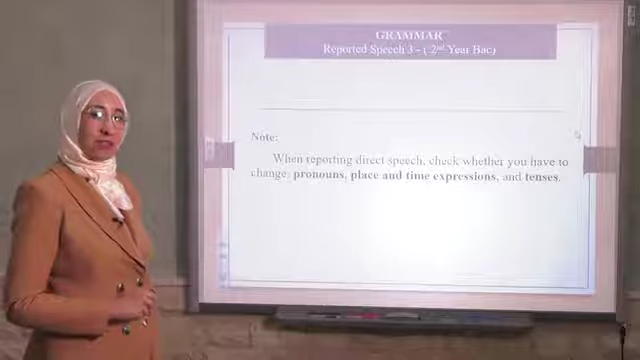 GRAMMAR
Reported Speech 3 - ( 2nd Year Bac)
Note:
When reporting direct speech, check whether you have to
change: pronouns, place and time expressions, and tenses.